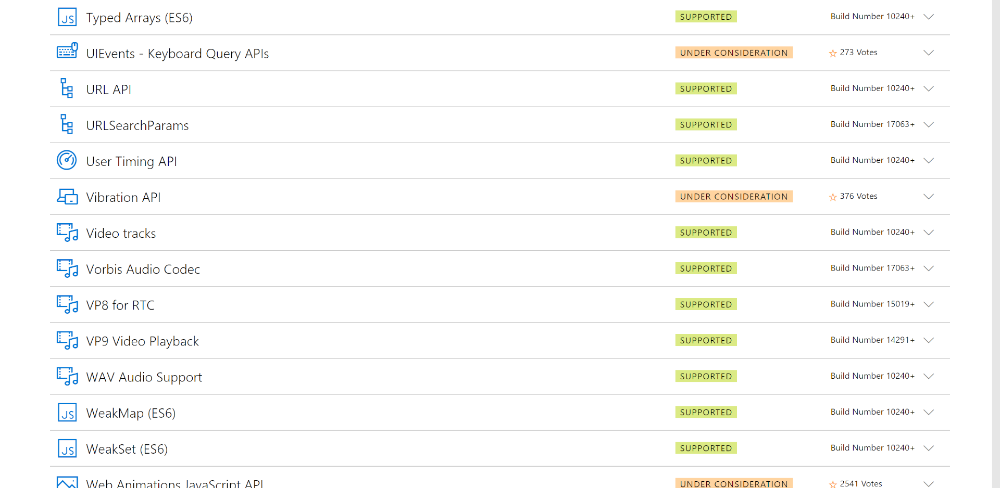 JS Typed Arrays (ES6) SUPPORTED Build Number 10240+
UIEvents - Keyboard Query APIs UNDER CONSIDERATION 273 Votes
URL API SUPPORTED Build Number 10240+
URLSearchParams SUPPORTED Build Number 17063+
User Timing API SUPPORTED Build Number 10240+
Vibration API UNDER CONSIDERATION 376 Votes
Video tracks SUPPORTED Build Number 10240+
Vorbis Audio Codec SUPPORTED Build Number 17063+
VP8 for RTC SUPPORTED Build Number 15019+
VP9 Video Playback SUPPORTED Build Number 14291+
WAV Audio Support SUPPORTED Build Number 10240+
JS WeakMap (ES6) SUPPORTED Build Number 10240+
JS WeakSet (ES6) SUPPORTED Build Number 10240+
Web Animations JavaScript API UNDER CONSIDERATION 2541 Votes